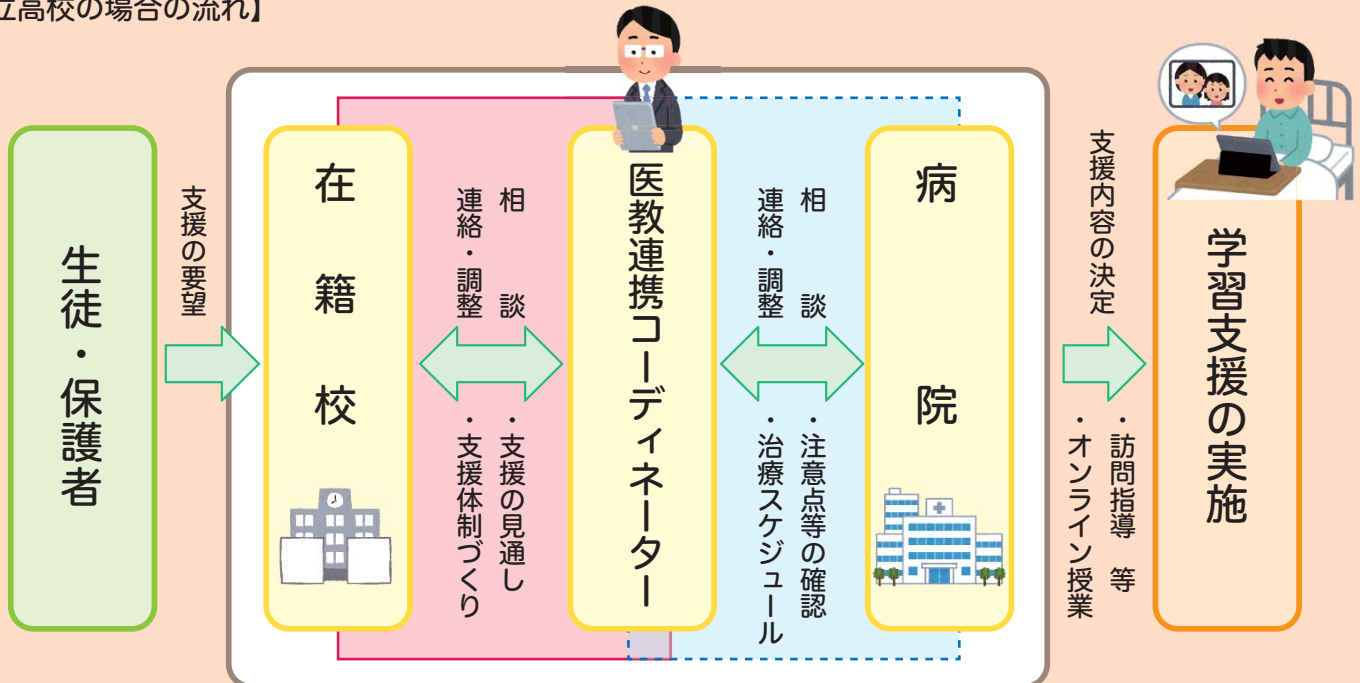 立高校の場合の流れ】
生徒・保護者
支援の要望
在籍校
相談
連絡・調整
・支援の見通し
・支援体制づくり
医教連携コーディネーター
相談
連絡・調整
・注意点等の確認
・治療スケジュール
病院
支援内容の決定
・訪問指導 等
・オンライン授業
学習支援の実施